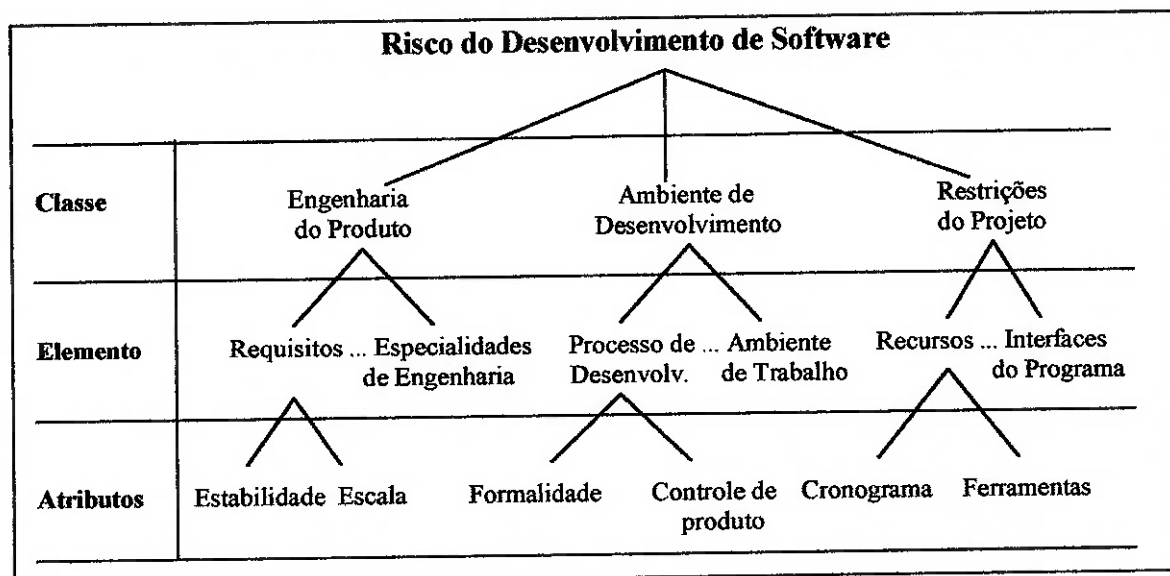 Risco do Desenvolvimento de Software
Classe
Engenharia
do Produto
Ambiente de
Desenvolvimento
Restrições
do Projeto
Elemento
Requisitos ... Especialidades
de Engenharia
Processo de ... Ambiente
Desenvolv. de Trabalho
Recursos ... Interfaces
do Programa
Atributos
Estabilidade Escala
Formalidade
Controle de
produto
Cronograma
Ferramentas